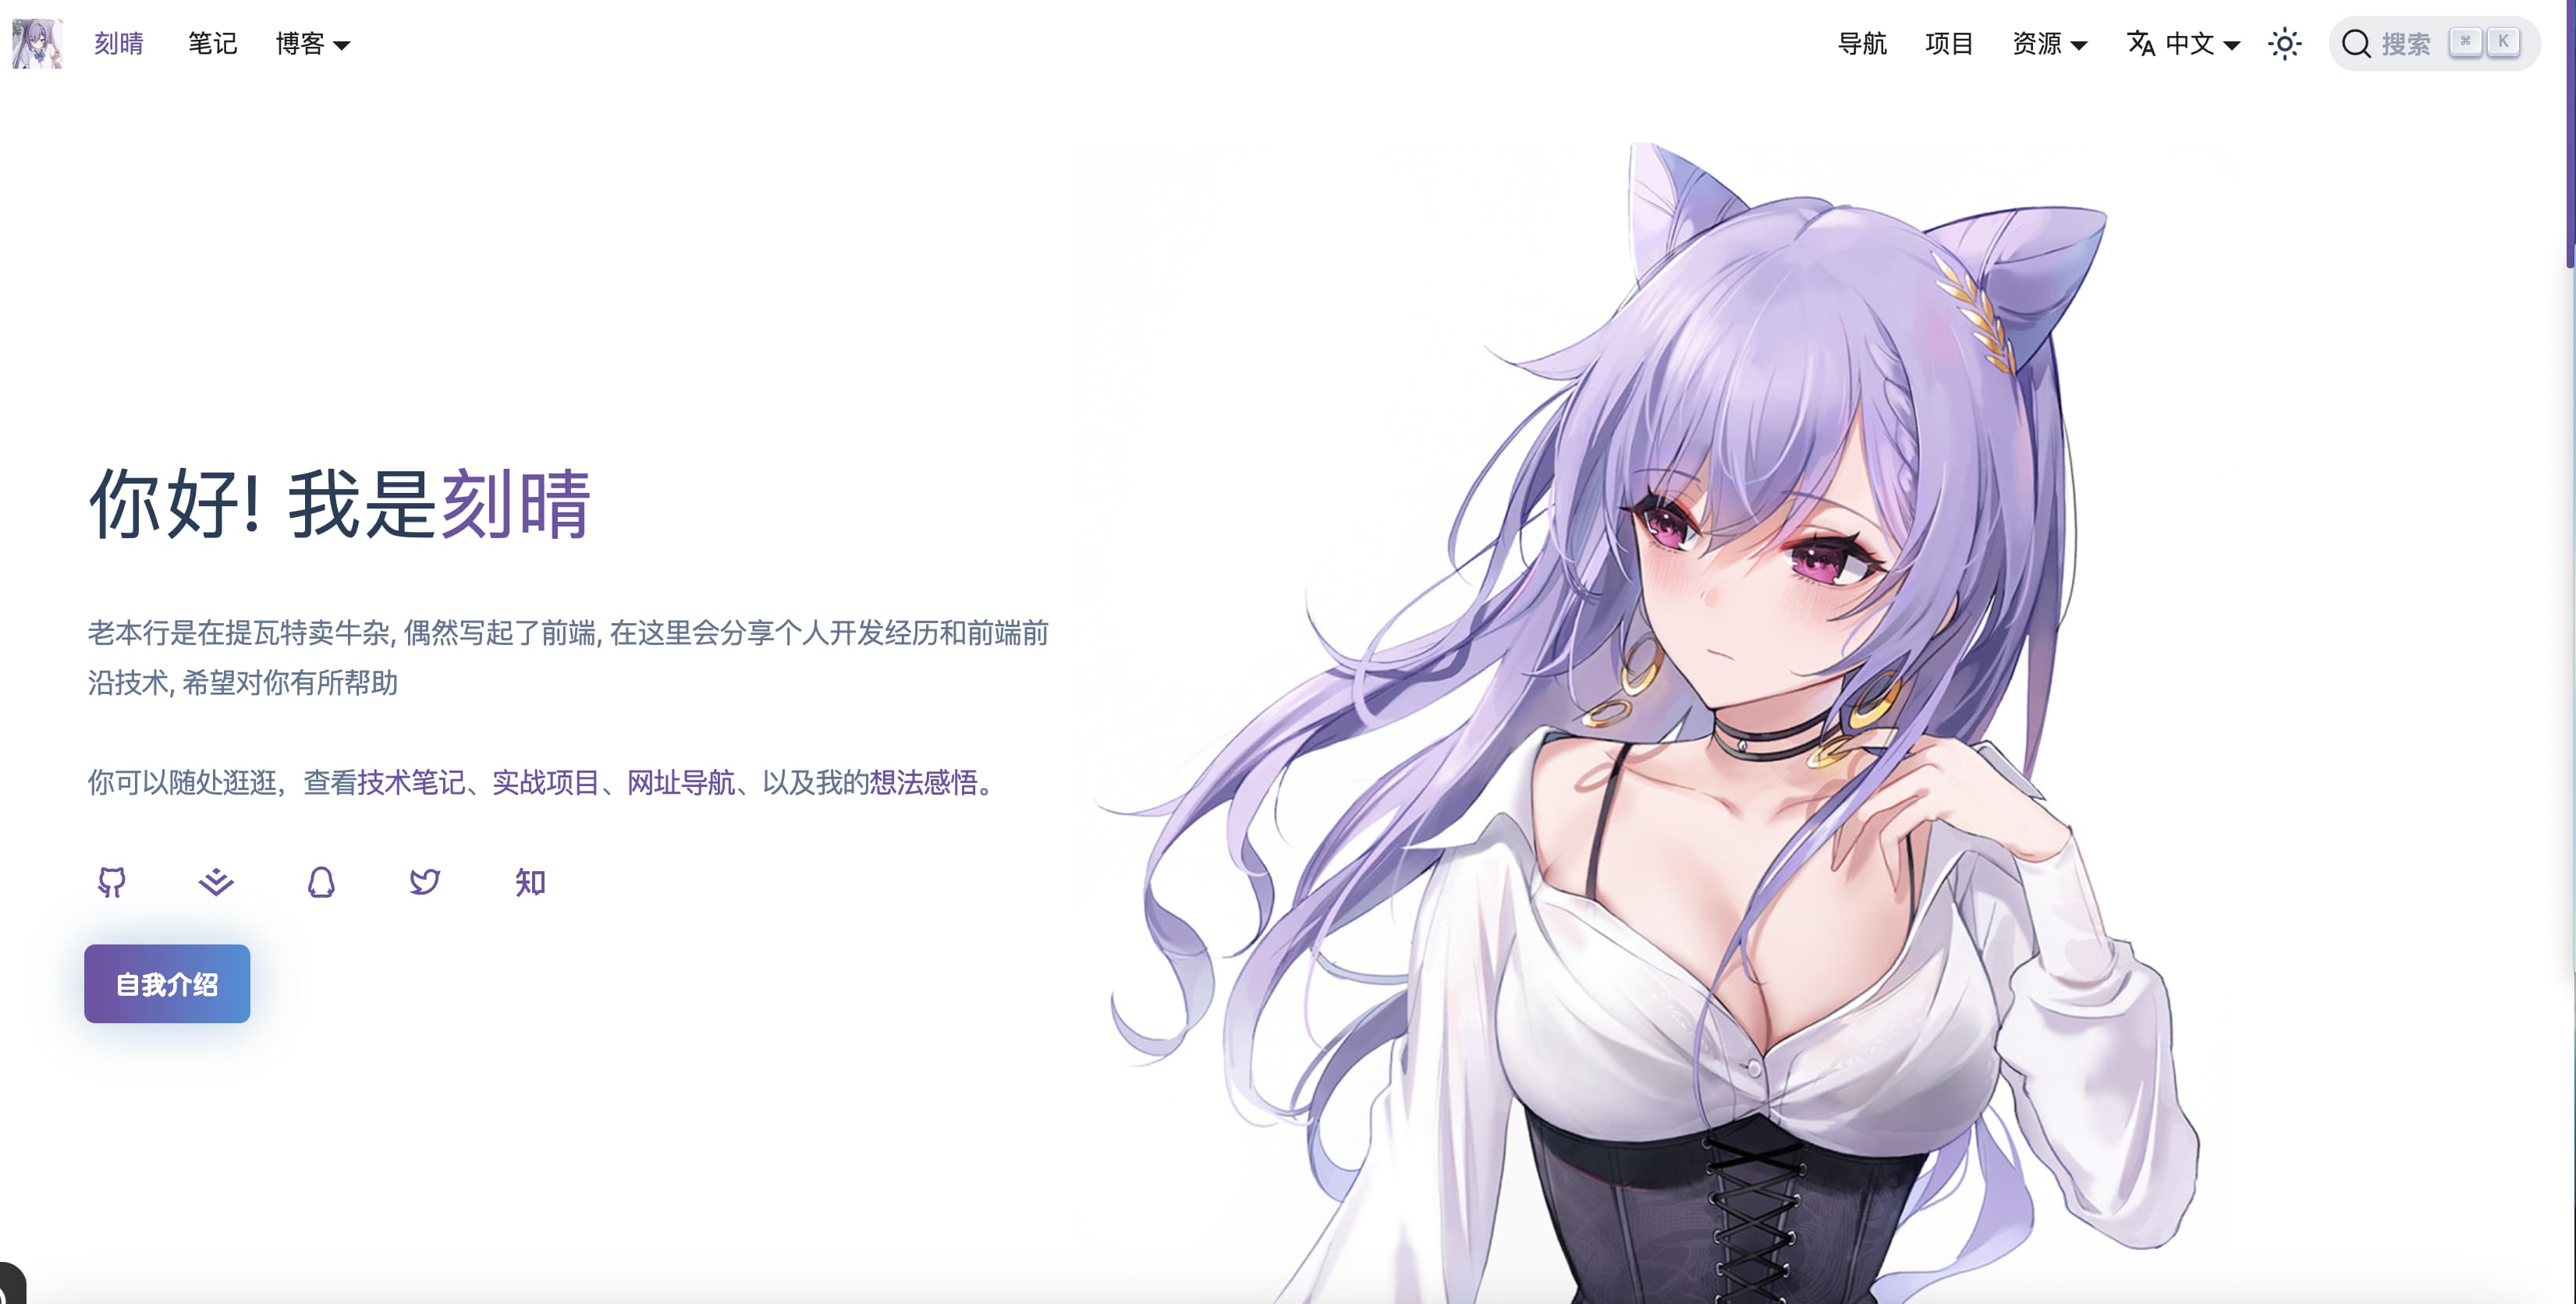 刻晴 笔记 博客 导航 项目 资源 中文 搜索 ⌘ K
你好! 我是刻晴
老本行是在提瓦特卖牛杂, 偶然写起了前端, 在这里会分享个人开发经历和前端前
沿技术, 希望对你有所帮助
你可以随处逛逛，查看技术笔记、实战项目、网址导航、以及我的想法感悟。
知
自我介绍